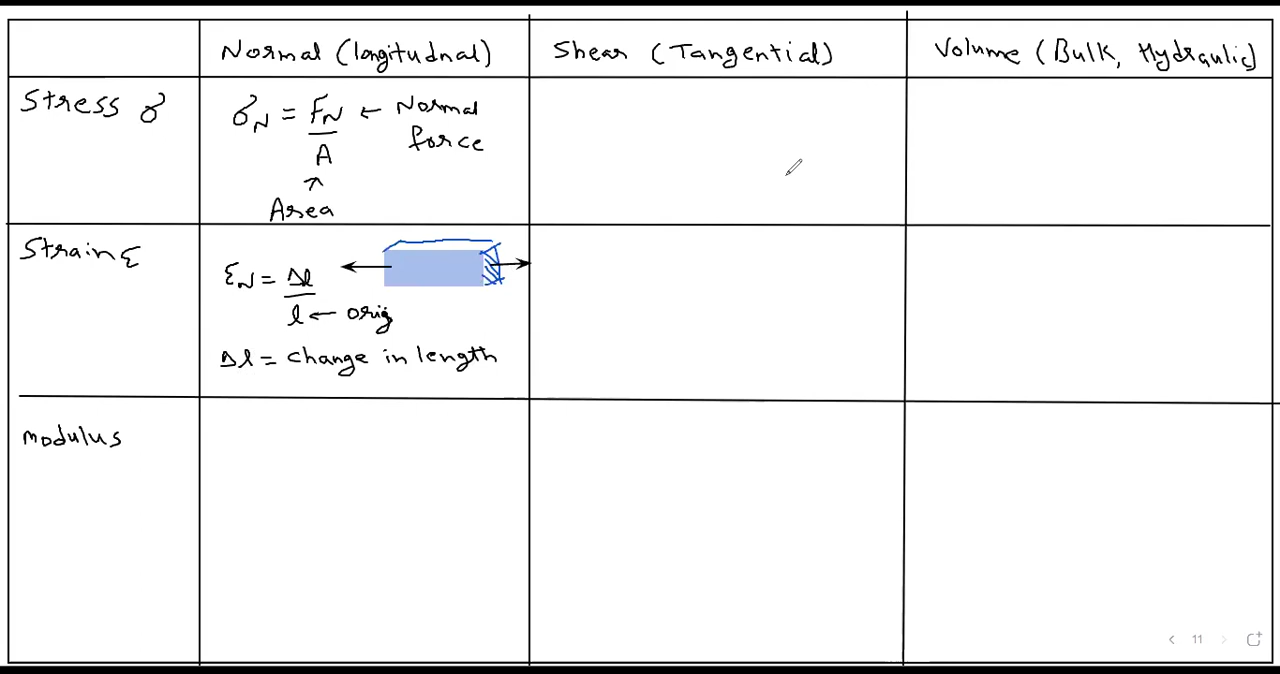 Normal (longitudnal)
Shear (Tangential)
Volume (Bulk, Hydraulic)
Stress σ
σN = FN ← Normal force
A
↑
Area
Strain ε
εN = Δl
l ← orig
Δl = change in length
modulus
< 11 >